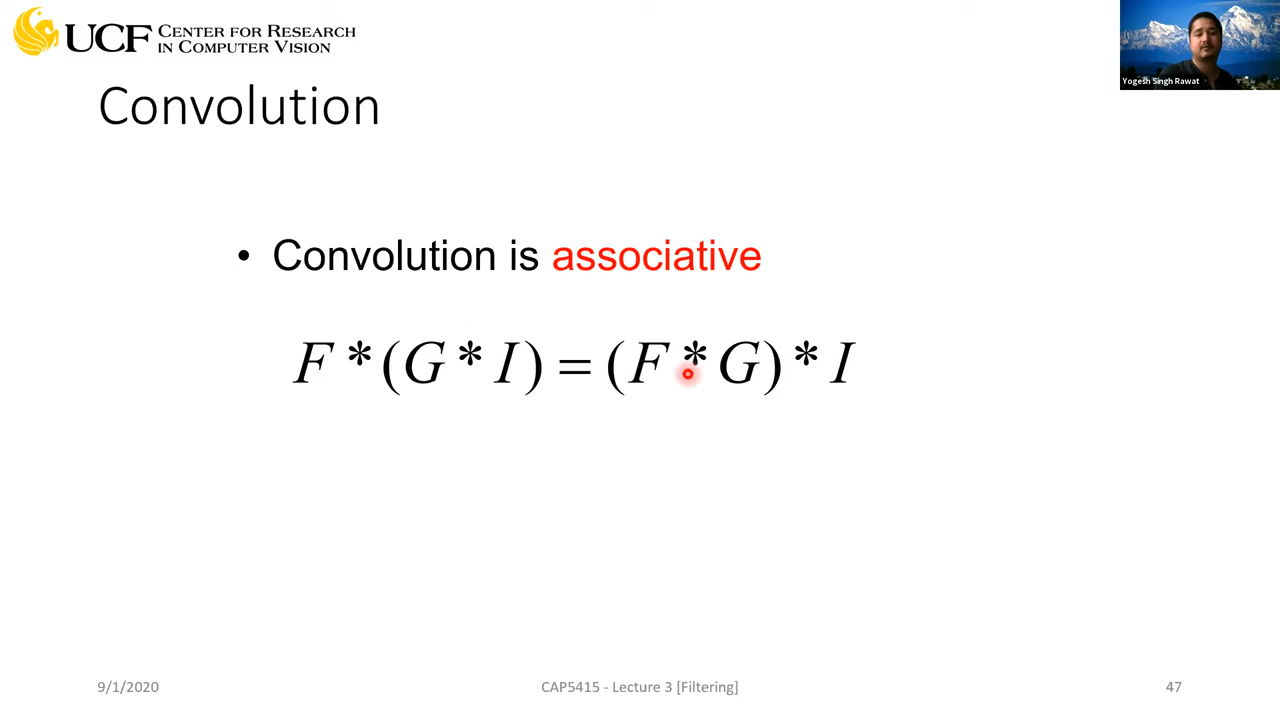 UCF CENTER FOR RESEARCH
IN COMPUTER VISION
Yogesh Singh Rawat
Convolution
• Convolution is associative
F * (G * I) = (F * G) * I
9/1/2020
CAP5415 - Lecture 3 [Filtering]
47